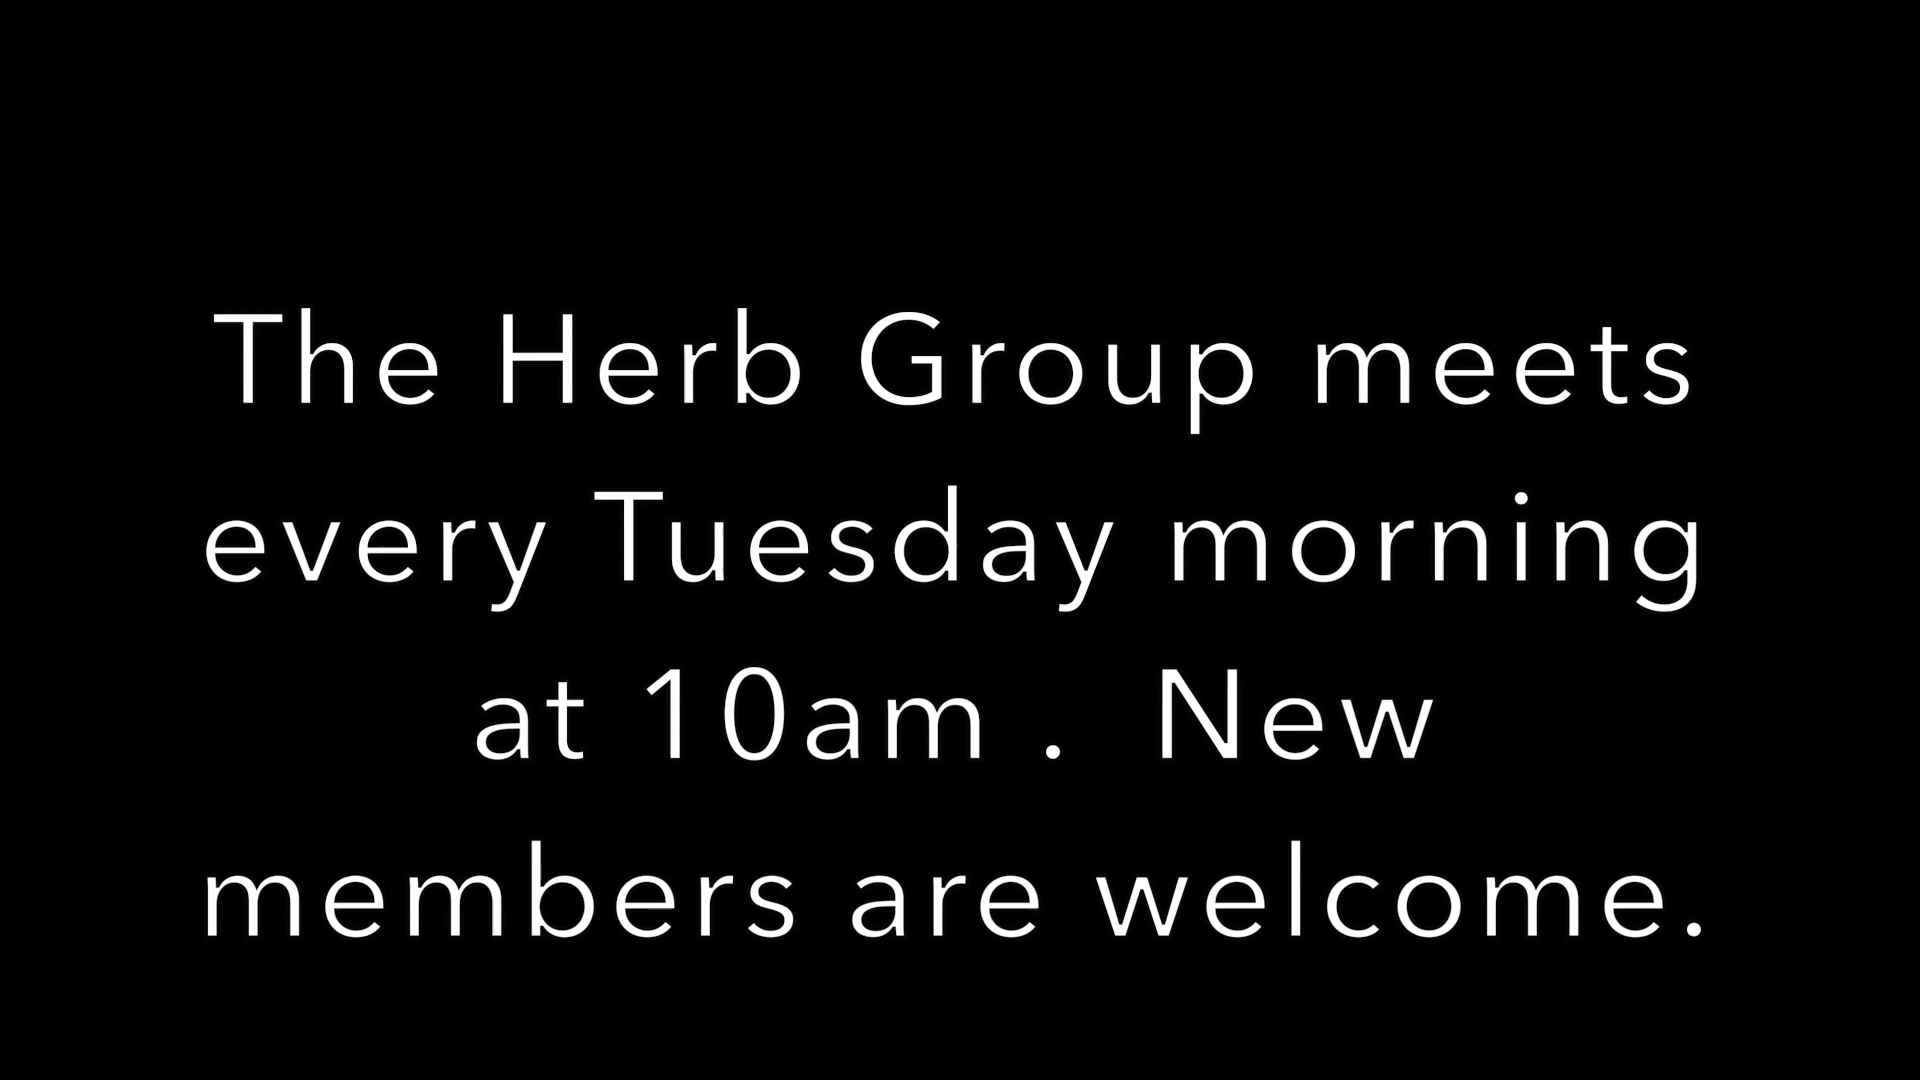 The Herb Group meets
every Tuesday morning
at 10am .  New
members are welcome.